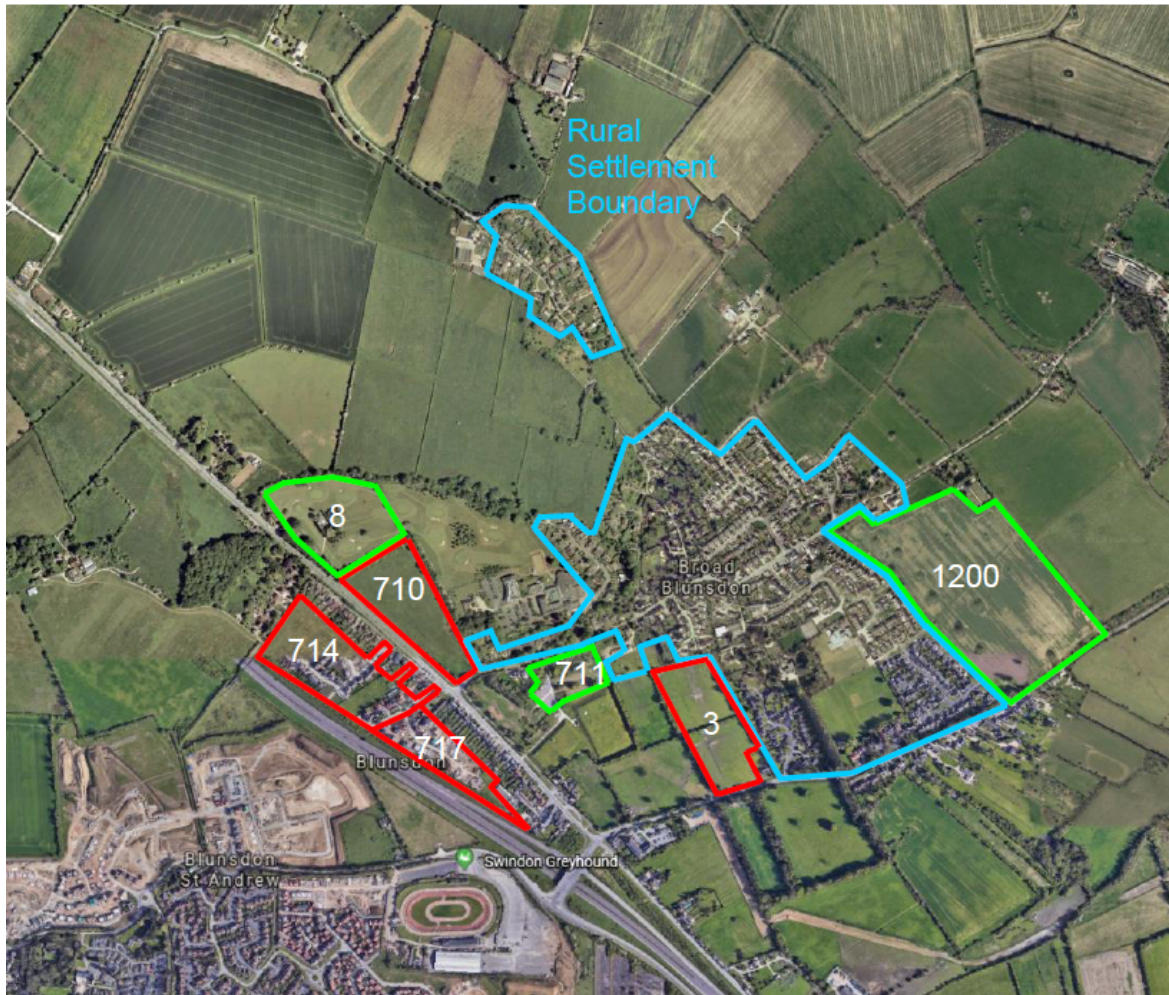 Rural
Settlement
Boundary
8
710
Broad
Blunsdon
1200
714
711
3
717
Blunsdon
Blunsdon
St Andrew
Swindon Greyhound